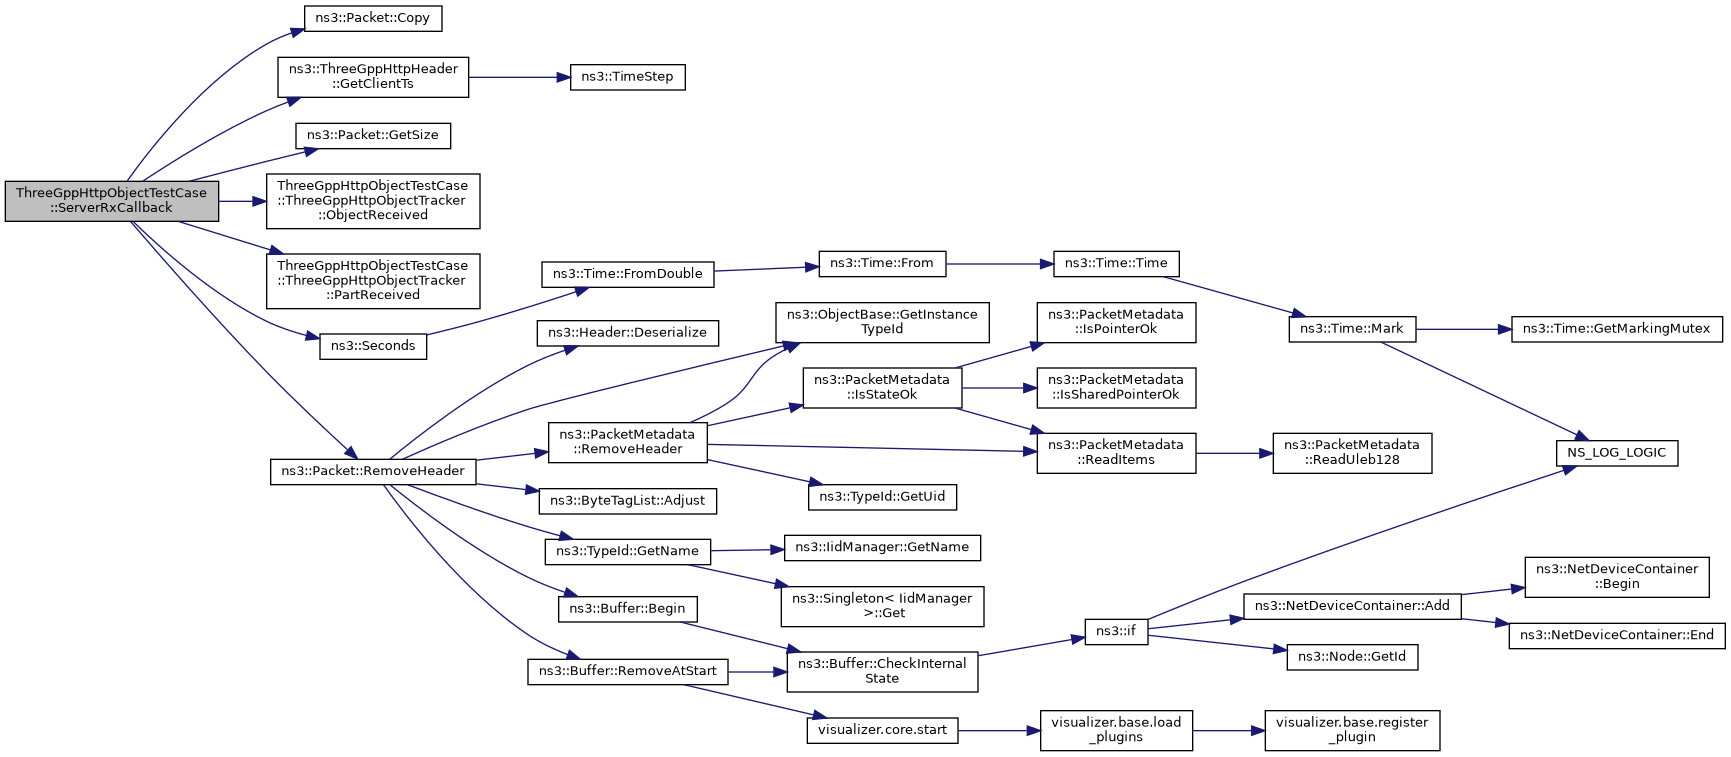 ns3::Packet::Copy
ns3::ThreeGppHttpHeader
::GetClientTs
ns3::TimeStep
ns3::Packet::GetSize
ThreeGppHttpObjectTestCase
::ServerRxCallback
ThreeGppHttpObjectTestCase
::ThreeGppHttpObjectTracker
::ObjectReceived
ThreeGppHttpObjectTestCase
::ThreeGppHttpObjectTracker
::PartReceived
ns3::Seconds
ns3::Time::FromDouble
ns3::Time::From
ns3::Time::Time
ns3::Time::Mark
ns3::Time::GetMarkingMutex
NS_LOG_LOGIC
ns3::Packet::RemoveHeader
ns3::Header::Deserialize
ns3::ObjectBase::GetInstance
TypeId
ns3::PacketMetadata
::RemoveHeader
ns3::PacketMetadata
::IsStateOk
ns3::PacketMetadata
::IsPointerOk
ns3::PacketMetadata
::IsSharedPointerOk
ns3::PacketMetadata
::ReadItems
ns3::PacketMetadata
::ReadUleb128
ns3::TypeId::GetUid
ns3::ByteTagList::Adjust
ns3::TypeId::GetName
ns3::IidManager::GetName
ns3::Singleton< IidManager
>::Get
ns3::Buffer::Begin
ns3::Buffer::RemoveAtStart
ns3::Buffer::CheckInternal
State
ns3::if
ns3::NetDeviceContainer::Add
ns3::NetDeviceContainer
::Begin
ns3::NetDeviceContainer::End
ns3::Node::GetId
visualizer.core.start
visualizer.base.load
_plugins
visualizer.base.register
_plugin